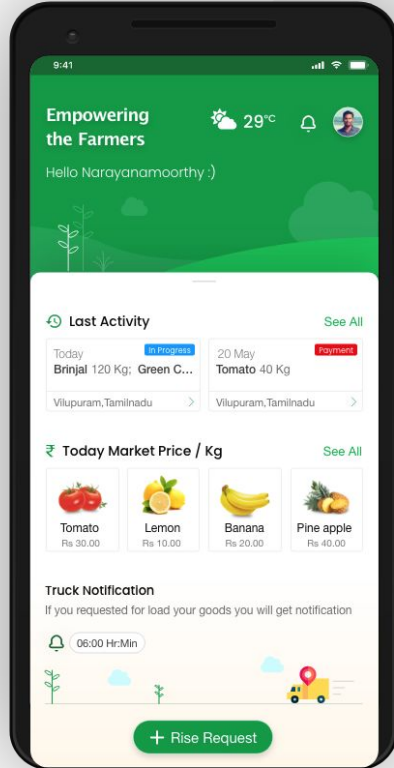 9:41
Empowering
the Farmers
29°C
Hello Narayanamoorthy :)
Last Activity
See All
Today
In Progress
Brinjal 120 Kg; Green C...
Vilupuram,Tamilnadu
20 May
Payment
Tomato 40 Kg
Vilupuram,Tamilnadu
₹ Today Market Price / Kg
See All
Tomato
Rs 30.00
Lemon
Rs 10.00
Banana
Rs 20.00
Pine apple
Rs 40.00
Truck Notification
If you requested for load your goods you will get notification
06:00 Hr:Min
+ Rise Request